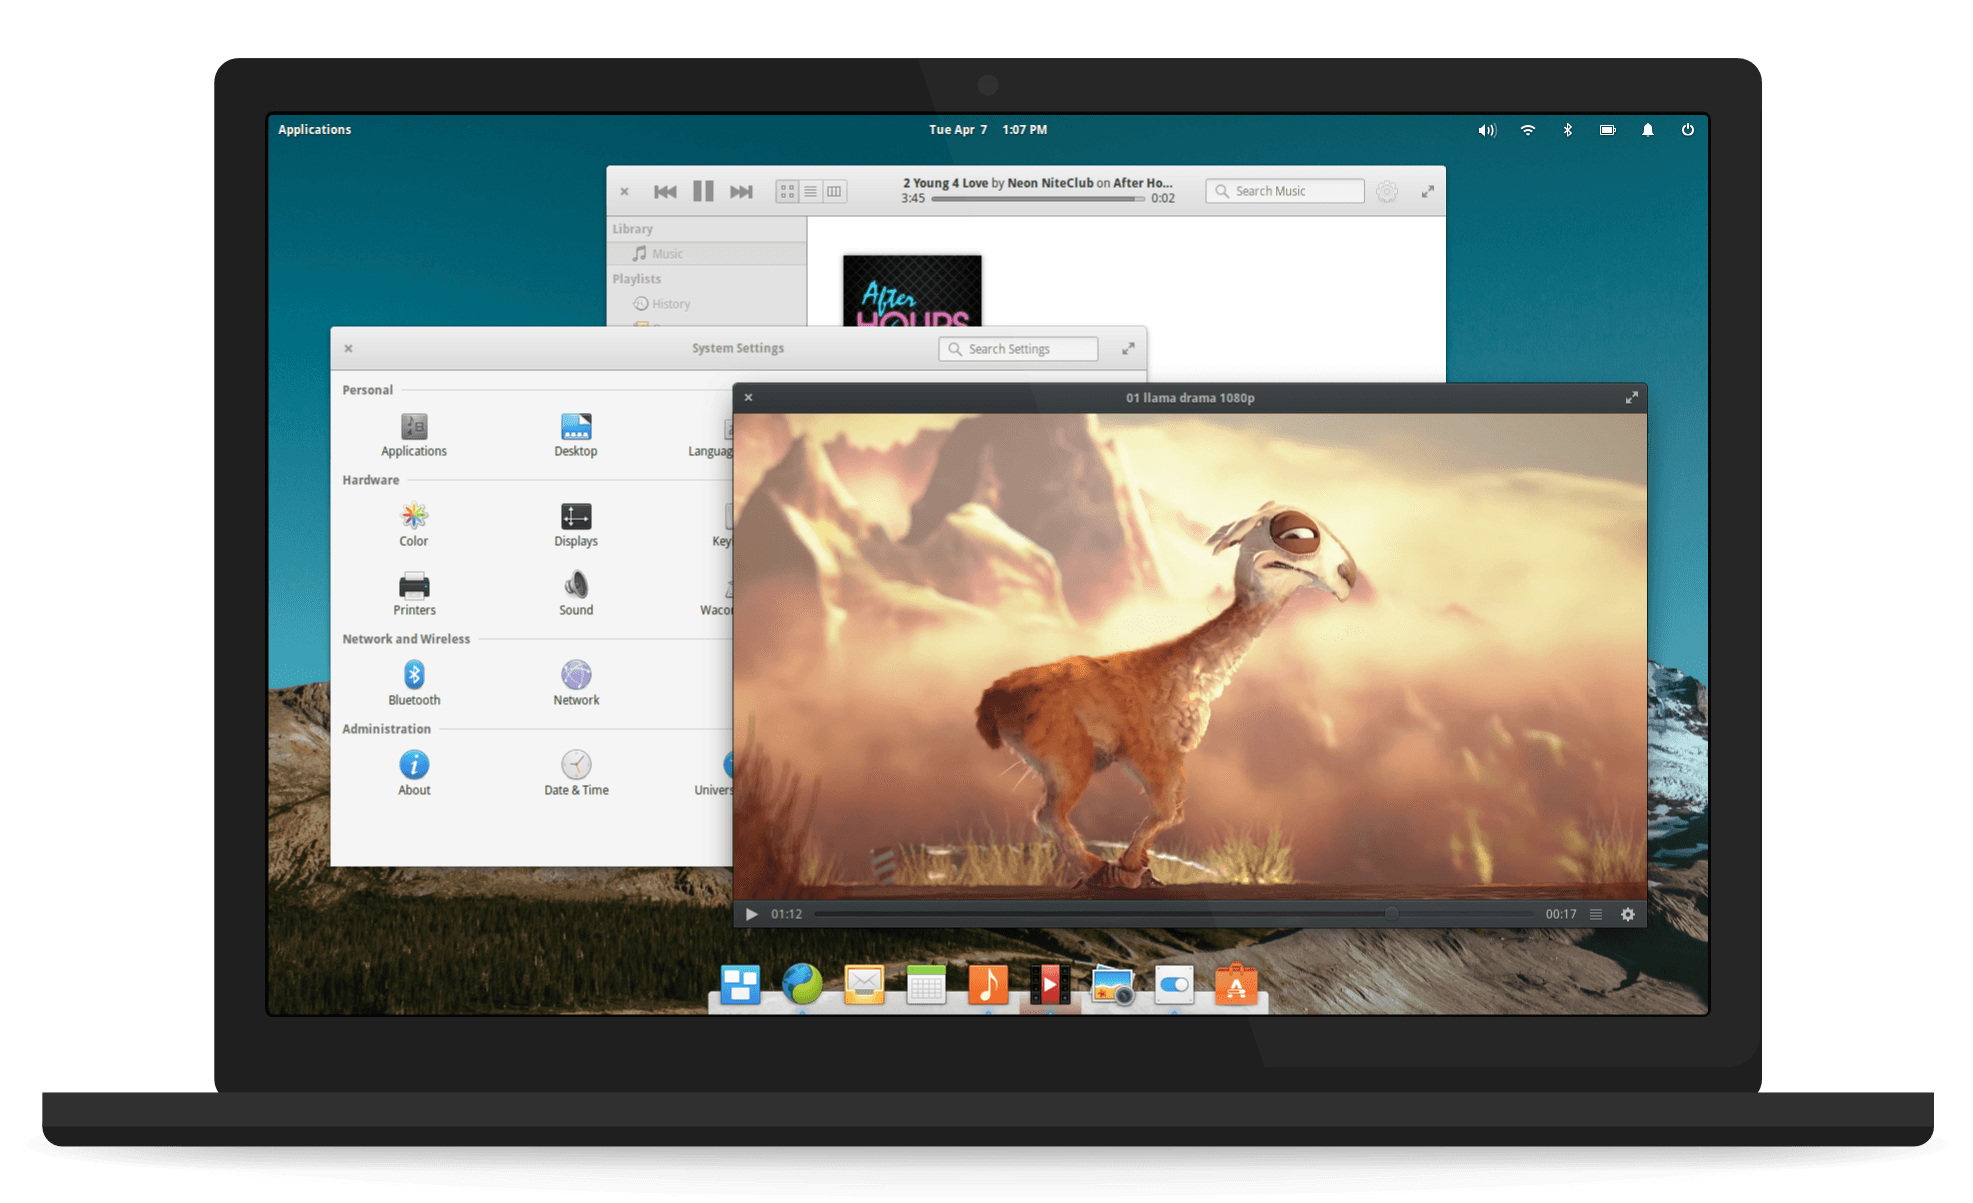 Applications
Tue Apr 7 1:07 PM
2 Young 4 Love by Neon NiteClub on After Ho...
3:45 0:02
Search Music
Library
Music
Playlists
History
After
HOURS
System Settings
Search Settings
Personal
Applications
Desktop
Languag
Hardware
Color
Displays
Key
Printers
Sound
Waco
Network and Wireless
Bluetooth
Network
Administration
About
Date & Time
Univers
01 llama drama 1080p
01:12
00:17